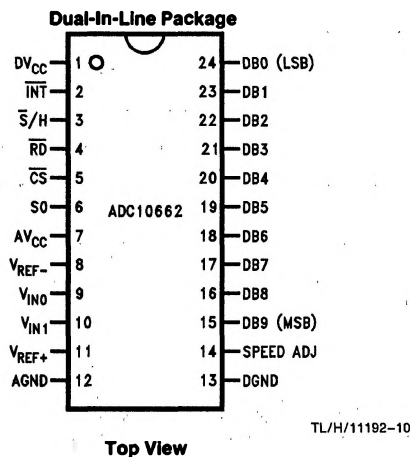 Dual-In-Line Package
DVCC 1 24 DB0 (LSB)
INT 2 23 DB1
S/H 3 22 DB2
RD 4 21 DB3
CS 5 20 DB4
S0 6 ADC10662 19 DB5
AVCC 7 18 DB6
VREF- 8 17 DB7
VIN0 9 16 DB8
VIN1 10 15 DB9 (MSB)
VREF+ 11 14 SPEED ADJ
AGND 12 13 DGND
TL/H/11192-10
Top View